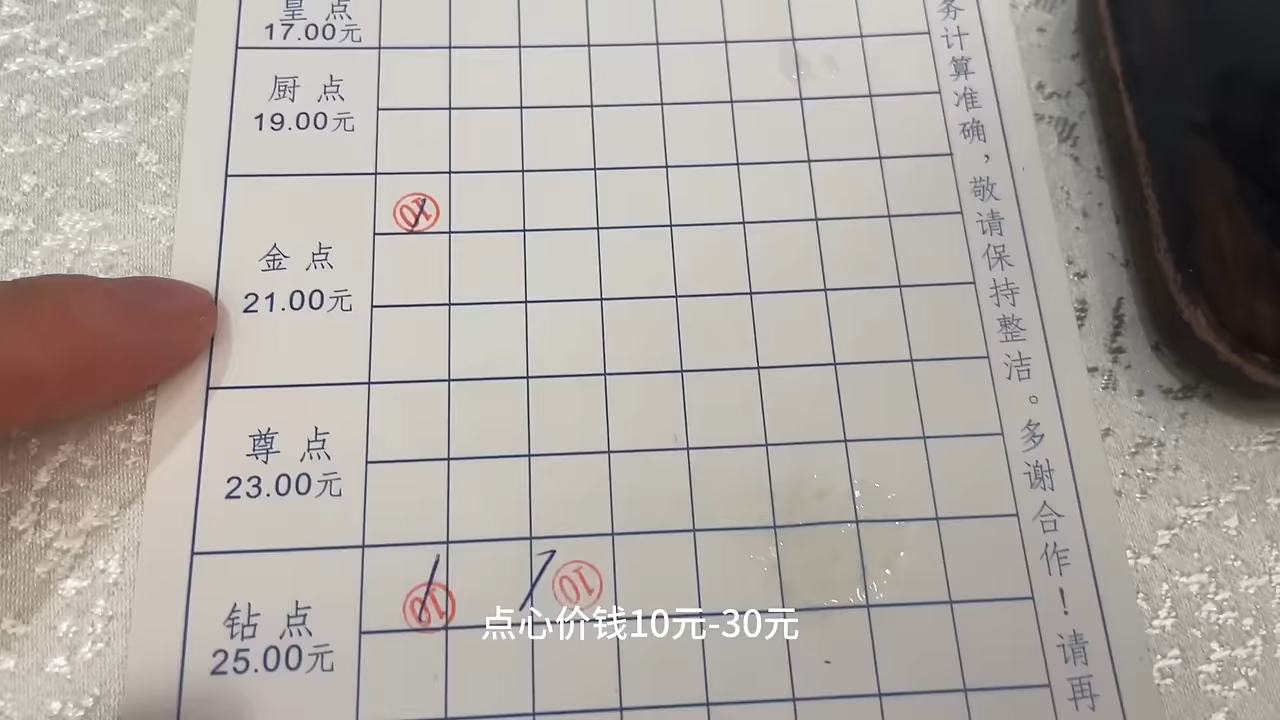 皇点
17.00元
厨点
19.00元
金点
21.00元
尊点
23.00元
钻点
25.00元
10
10
10
务计算准确，敬请保持整洁。多谢合作！请再
点心价钱10元-30元